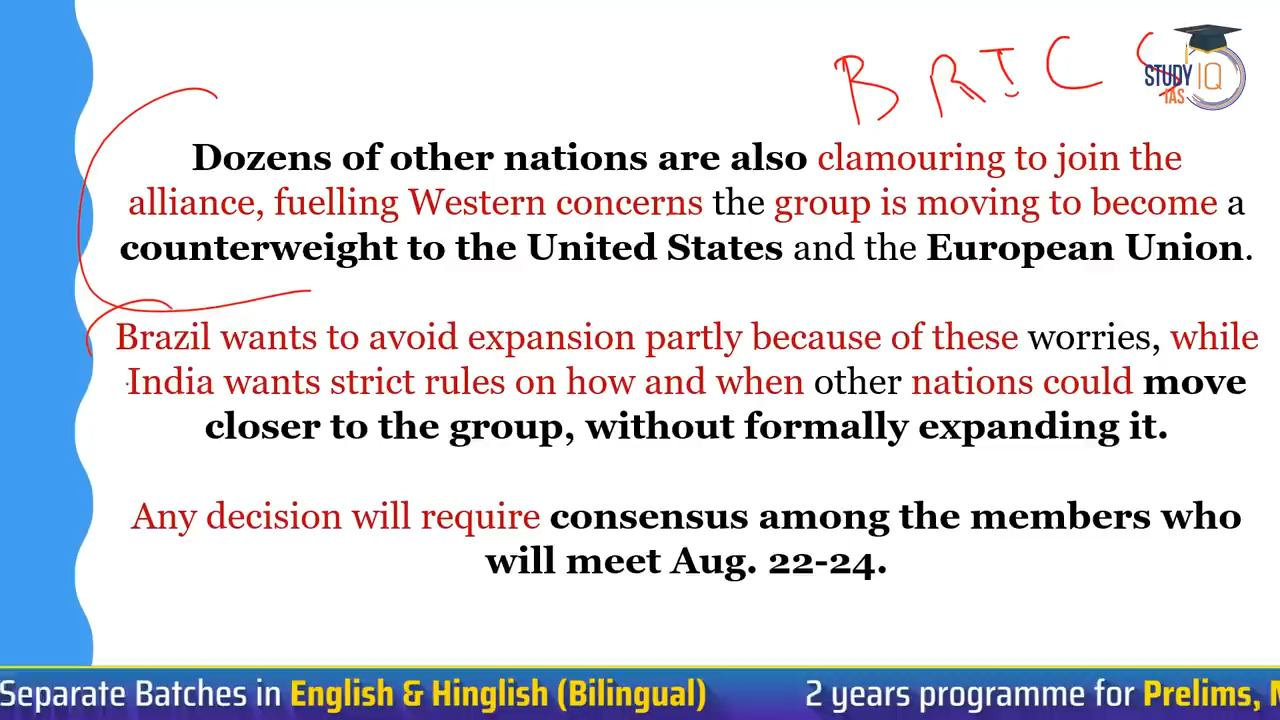 B R I C S
STUDY IQ
IAS
Dozens of other nations are also clamouring to join the
alliance, fuelling Western concerns the group is moving to become a
counterweight to the United States and the European Union.
Brazil wants to avoid expansion partly because of these worries, while
India wants strict rules on how and when other nations could move
closer to the group, without formally expanding it.
Any decision will require consensus among the members who
will meet Aug. 22-24.
Separate Batches in English & Hinglish (Bilingual) 2 years programme for Prelims,